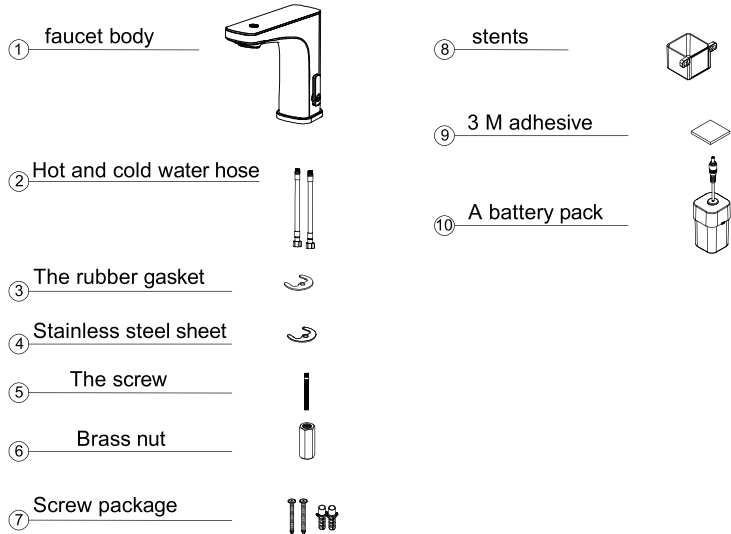 ① faucet body
② Hot and cold water hose
③ The rubber gasket
④ Stainless steel sheet
⑤ The screw
⑥ Brass nut
⑦ Screw package
⑧ stents
⑨ 3 M adhesive
⑩ A battery pack